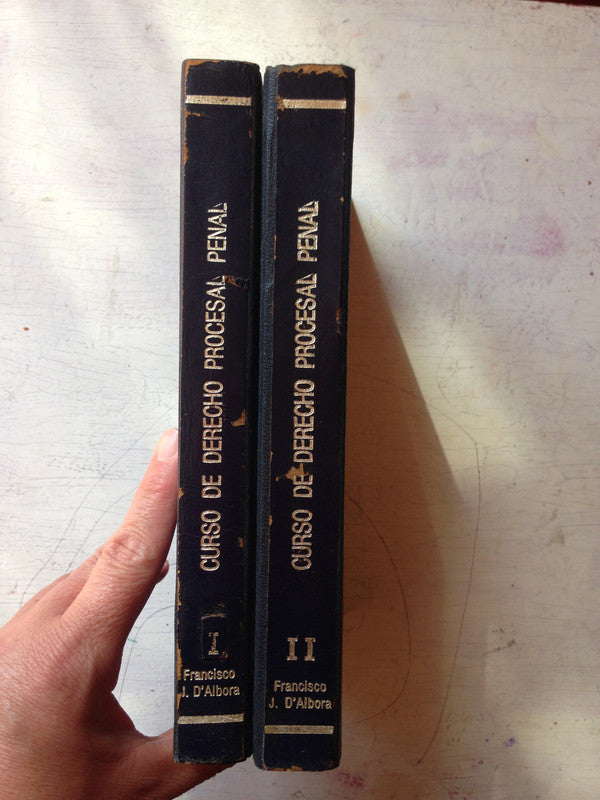 CURSO DE DERECHO PROCESAL PENAL
I
Francisco
J. D'Albora
CURSO DE DERECHO PROCESAL PENAL
II
Francisco
J. D'Albora